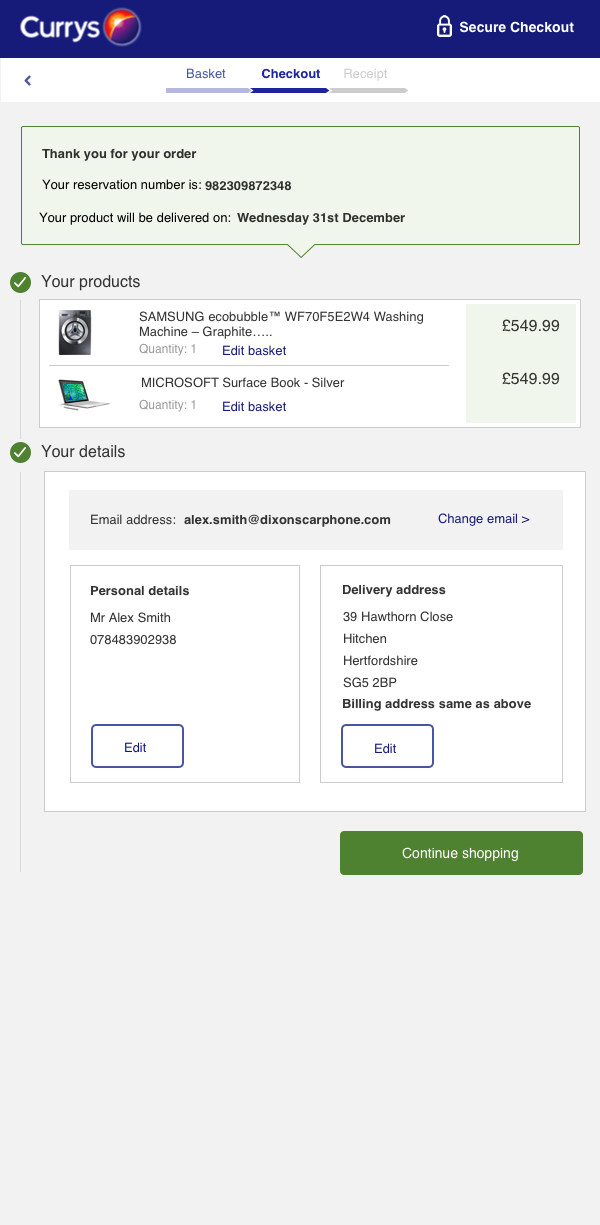 Currys
Secure Checkout
Basket
Checkout
Receipt
Thank you for your order
Your reservation number is: 982309872348
Your product will be delivered on: Wednesday 31st December
Your products
SAMSUNG ecobubble™ WF70F5E2W4 Washing
Machine – Graphite…..
Quantity: 1 Edit basket
£549.99
MICROSOFT Surface Book - Silver
Quantity: 1 Edit basket
£549.99
Your details
Email address: alex.smith@dixonscarphone.com
Change email >
Personal details
Mr Alex Smith
078483902938
Edit
Delivery address
39 Hawthorn Close
Hitchen
Hertfordshire
SG5 2BP
Billing address same as above
Edit
Continue shopping